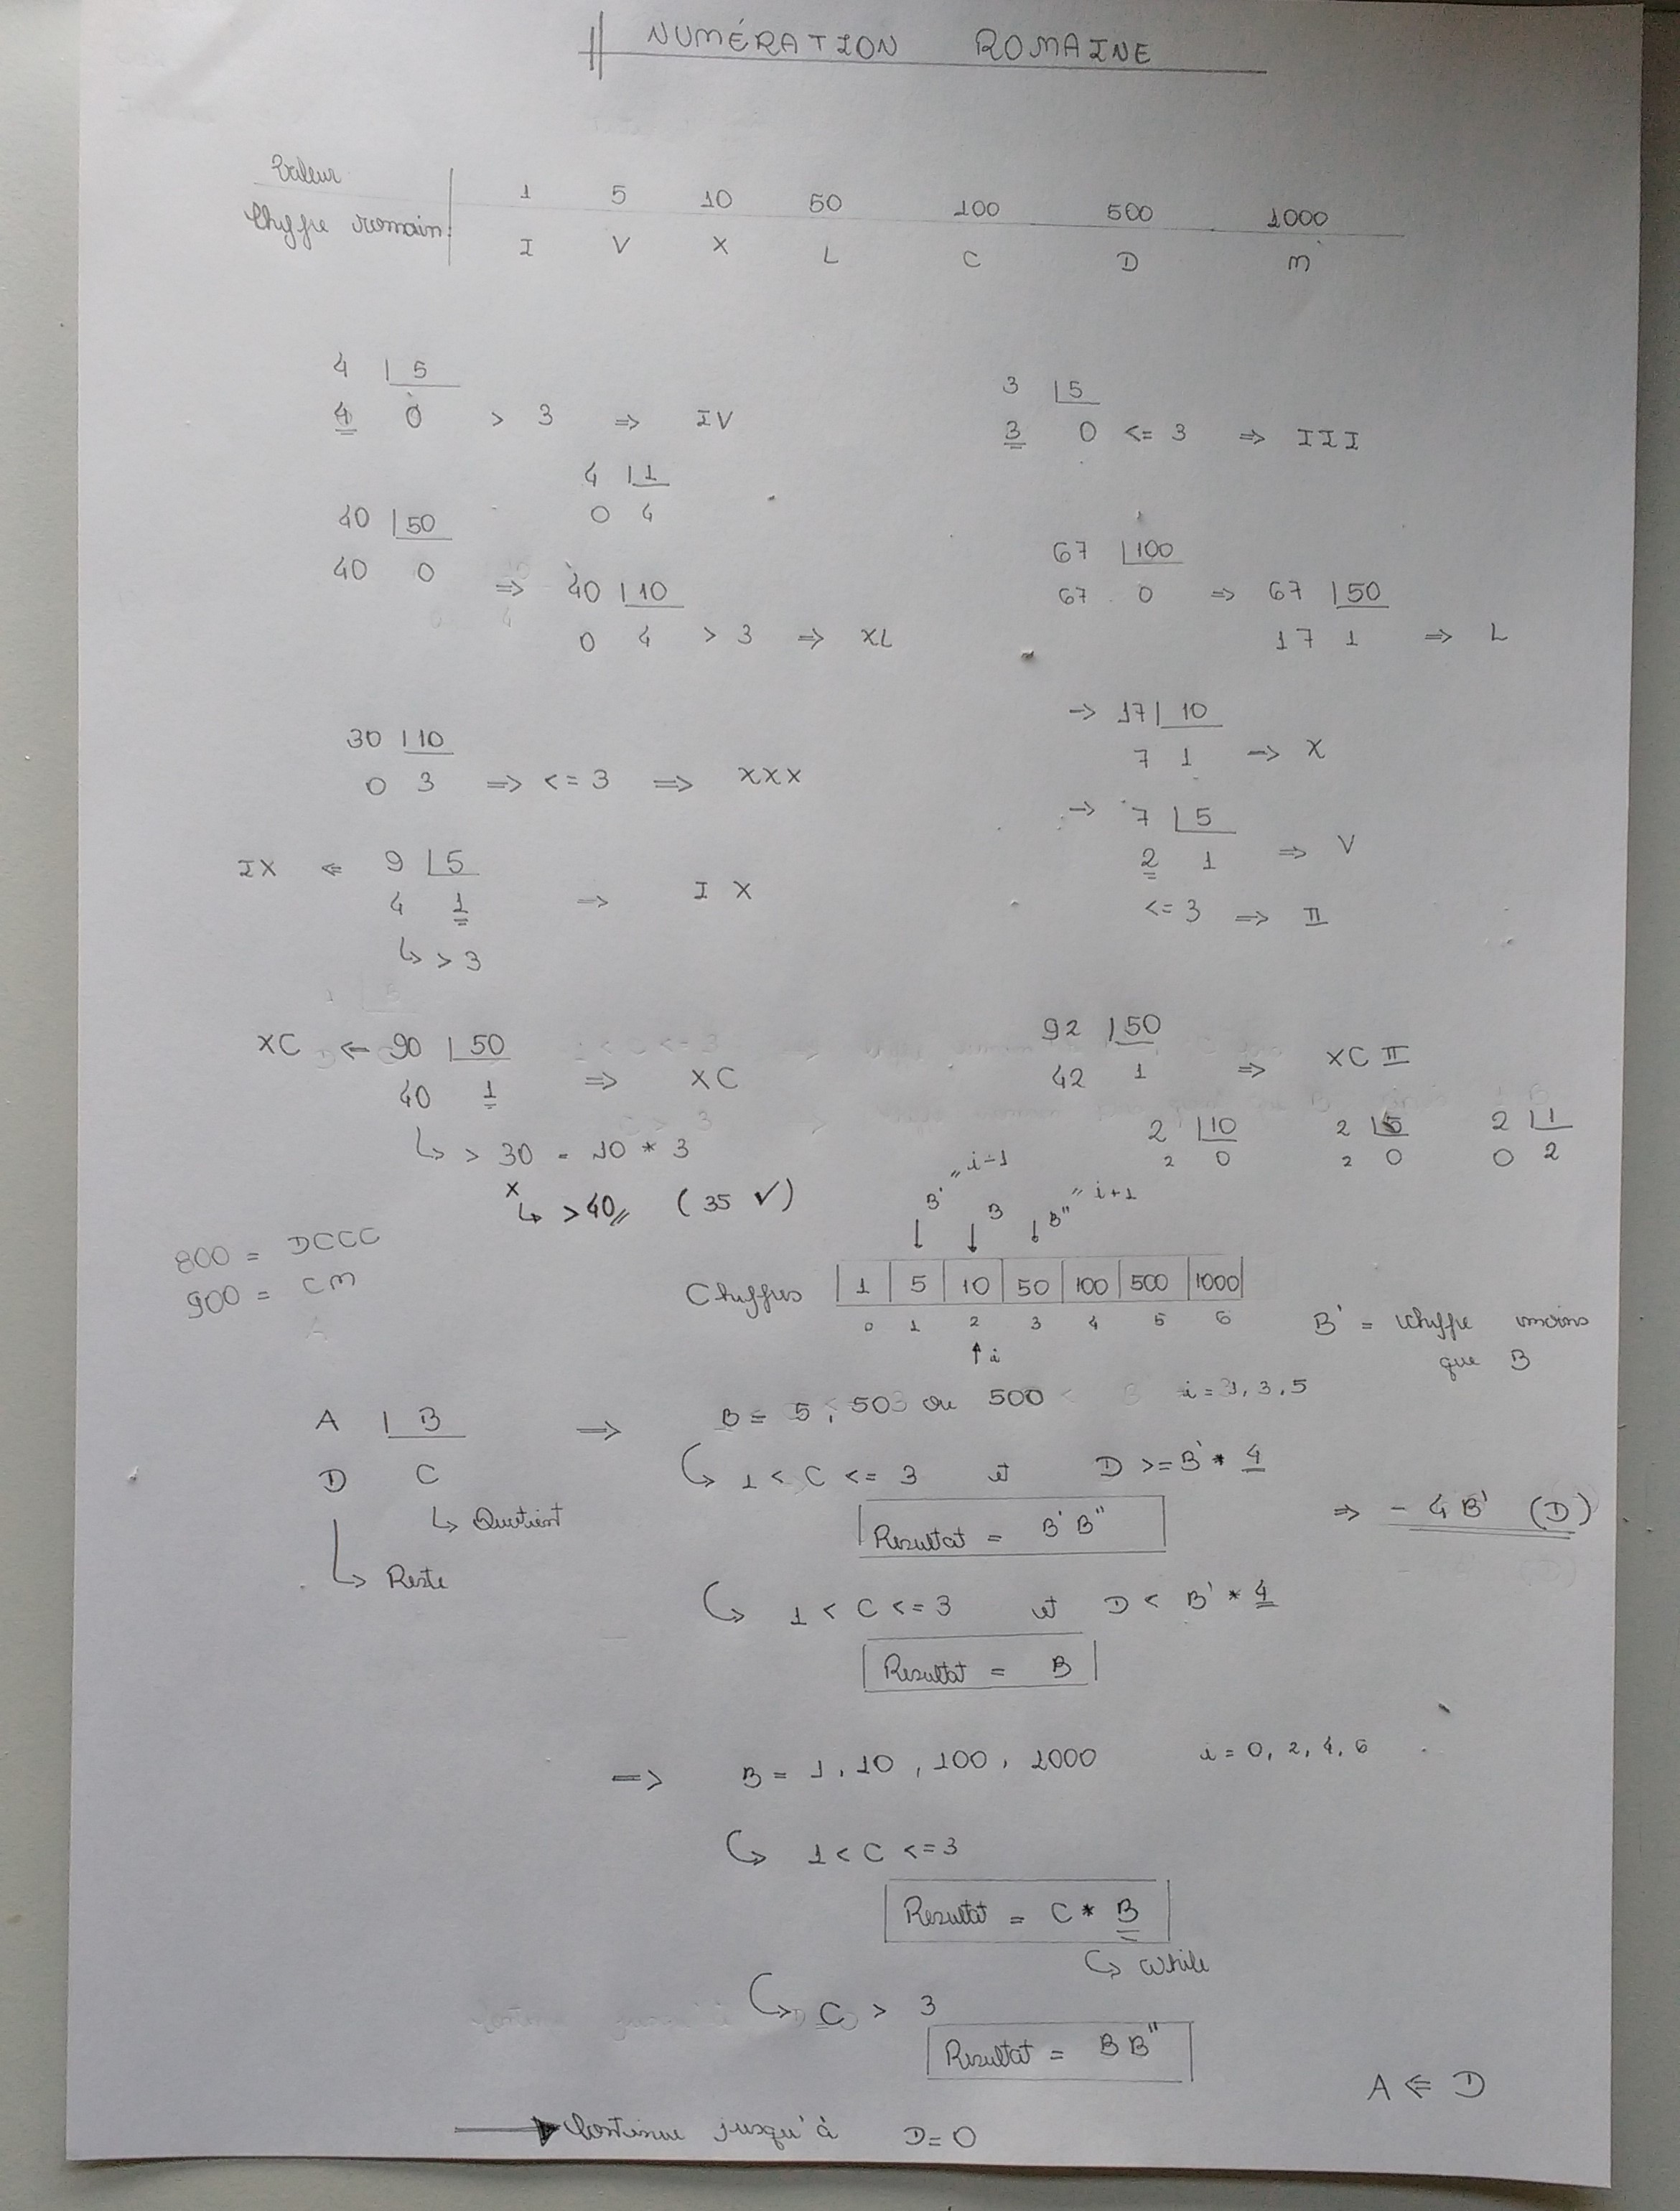 NUMÉRATION ROMAINE
Valeur 1 5 10 50 100 500 1000
Chiffre romain I V X L C D M
4 | 5
4 0 > 3 => IV
4 | 1
0 4
3 | 5
3 0 <= 3 => III
40 | 50
40 0 => 40 | 10
0 4 > 3 => XL
67 | 100
67 0 => 67 | 50
17 1 => L
-> 17 | 10
7 1 -> X
-> 7 | 5
2 1 => V
<= 3 => II
30 | 10
0 3 => <= 3 => XXX
IX <= 9 | 5
4 1 => IX
↳ > 3
XC <- 90 | 50
40 1 => XC
↳ > 30 = 10 * 3
x ↳ > 40 (35 ✓)
92 | 50
42 1 => XCII
2 | 10 2 | 5 2 | 1
2 0 2 0 0 2
800 = DCCC
900 = CM
B' " i-1 B B" " i+1
↓ ↓ ↓
Chiffres | 1 | 5 | 10 | 50 | 100 | 500 | 1000 |
0 1 2 3 4 5 6
↑ i
B' = chiffre moins
que B
A | B => B = 5, 50 ou 500 i = 1, 3, 5
D C
↳ Quotient
↳ Reste
↳ 1 < C <= 3 et D >= B' * 4
Resultat = B' B" => - 4 B' (D)
↳ 1 < C <= 3 et D < B' * 4
Resultat = B
=> B = 1, 10, 100, 1000 i = 0, 2, 4, 6
↳ 1 < C <= 3
Resultat = C * B
↳ While
↳ C > 3
Resultat = B B"
A <= D
→ Continue jusqu'à D = 0